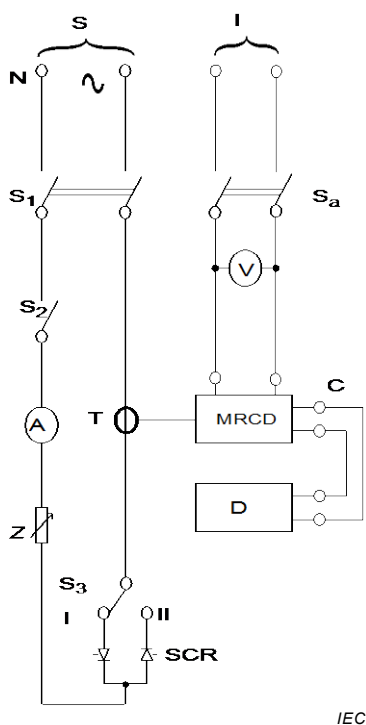 S I
N ∿
S1 Sa
V
S2
C
A T MRCD
D
Z
S3
I II
SCR
IEC